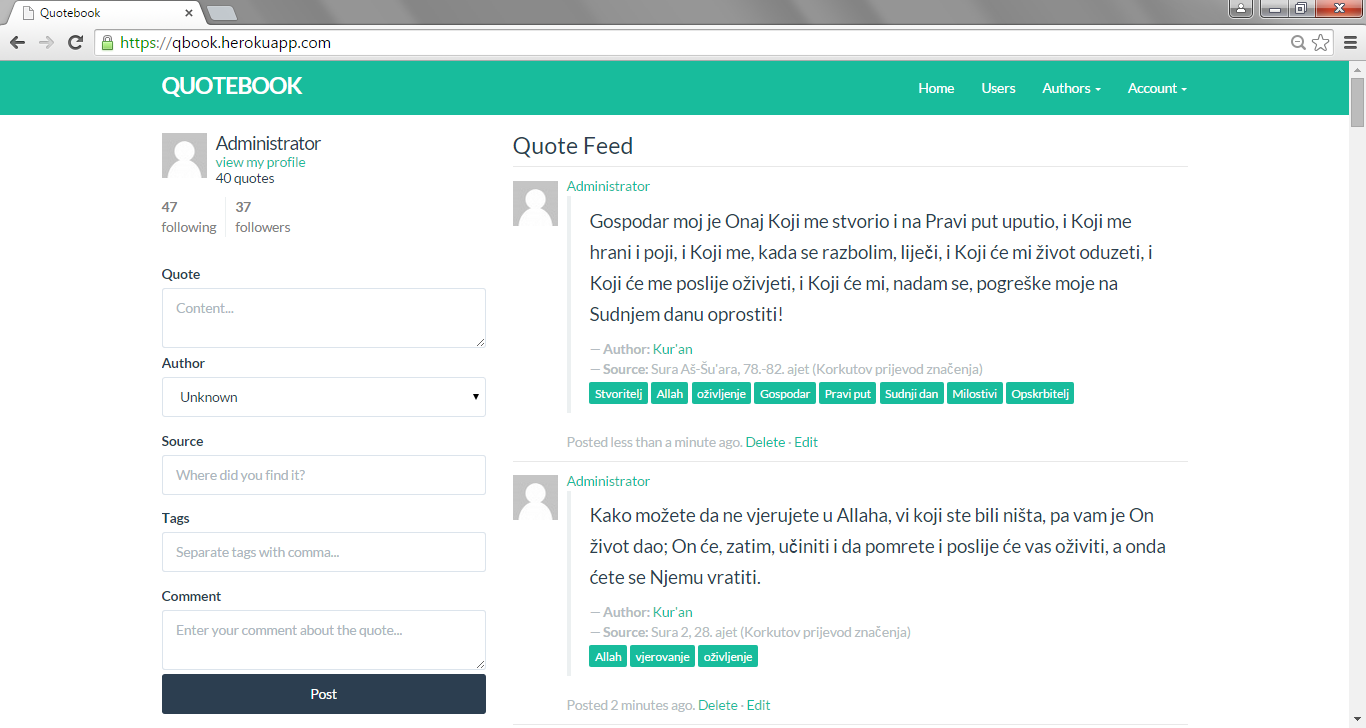 Quotebook
https://qbook.herokuapp.com
QUOTEBOOK
Home Users Authors Account
Administrator
view my profile
40 quotes
47 following
37 followers
Quote
Content...
Author
Unknown
Source
Where did you find it?
Tags
Separate tags with comma...
Comment
Enter your comment about the quote...
Post
Quote Feed
Administrator
Gospodar moj je Onaj Koji me stvorio i na Pravi put uputio, i Koji me
hrani i poji, i Koji me, kada se razbolim, liječi, i Koji će mi život oduzeti, i
Koji će me poslije oživjeti, i Koji će mi, nadam se, pogreške moje na
Sudnjem danu oprostiti!
— Author: Kur'an
— Source: Sura Aš-Šu'ara, 78.-82. ajet (Korkutov prijevod značenja)
Stvoritelj Allah oživljenje Gospodar Pravi put Sudnji dan Milostivi Opskrbitelj
Posted less than a minute ago. Delete · Edit
Administrator
Kako možete da ne vjerujete u Allaha, vi koji ste bili ništa, pa vam je On
život dao; On će, zatim, učiniti i da pomrete i poslije će vas oživiti, a onda
ćete se Njemu vratiti.
— Author: Kur'an
— Source: Sura 2, 28. ajet (Korkutov prijevod značenja)
Allah vjerovanje oživljenje
Posted 2 minutes ago. Delete · Edit